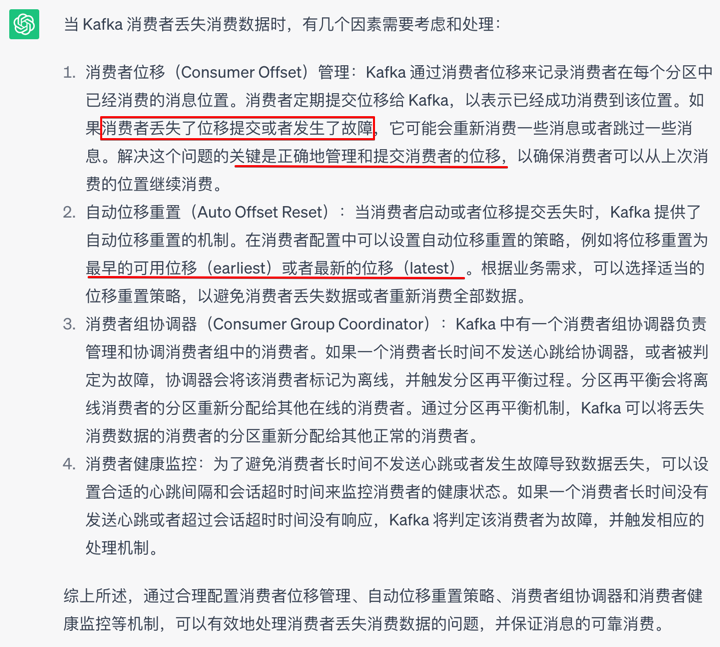 当 Kafka 消费者丢失消费数据时，有几个因素需要考虑和处理：
1. 消费者位移（Consumer Offset）管理：Kafka 通过消费者位移来记录消费者在每个分区中
已经消费的消息位置。消费者定期提交位移给 Kafka，以表示已经成功消费到该位置。如
果消费者丢失了位移提交或者发生了故障，它可能会重新消费一些消息或者跳过一些消
息。解决这个问题的关键是正确地管理和提交消费者的位移，以确保消费者可以从上次消
费的位置继续消费。
2. 自动位移重置（Auto Offset Reset）：当消费者启动或者位移提交丢失时，Kafka 提供了
自动位移重置的机制。在消费者配置中可以设置自动位移重置的策略，例如将位移重置为
最早的可用位移（earliest）或者最新的位移（latest）。根据业务需求，可以选择适当的
位移重置策略，以避免消费者丢失数据或者重新消费全部数据。
3. 消费者组协调器（Consumer Group Coordinator）：Kafka 中有一个消费者组协调器负责
管理和协调消费者组中的消费者。如果一个消费者长时间不发送心跳给协调器，或者被判
定为故障，协调器会将该消费者标记为离线，并触发分区再平衡过程。分区再平衡会将离
线消费者的分区重新分配给其他在线的消费者。通过分区再平衡机制，Kafka 可以将丢失
消费数据的消费者的分区重新分配给其他正常的消费者。
4. 消费者健康监控：为了避免消费者长时间不发送心跳或者发生故障导致数据丢失，可以设
置合适的心跳间隔和会话超时时间来监控消费者的健康状态。如果一个消费者长时间没有
发送心跳或者超过会话超时时间没有响应，Kafka 将判定该消费者为故障，并触发相应的
处理机制。
综上所述，通过合理配置消费者位移管理、自动位移重置策略、消费者组协调器和消费者健
康监控等机制，可以有效地处理消费者丢失消费数据的问题，并保证消息的可靠消费。